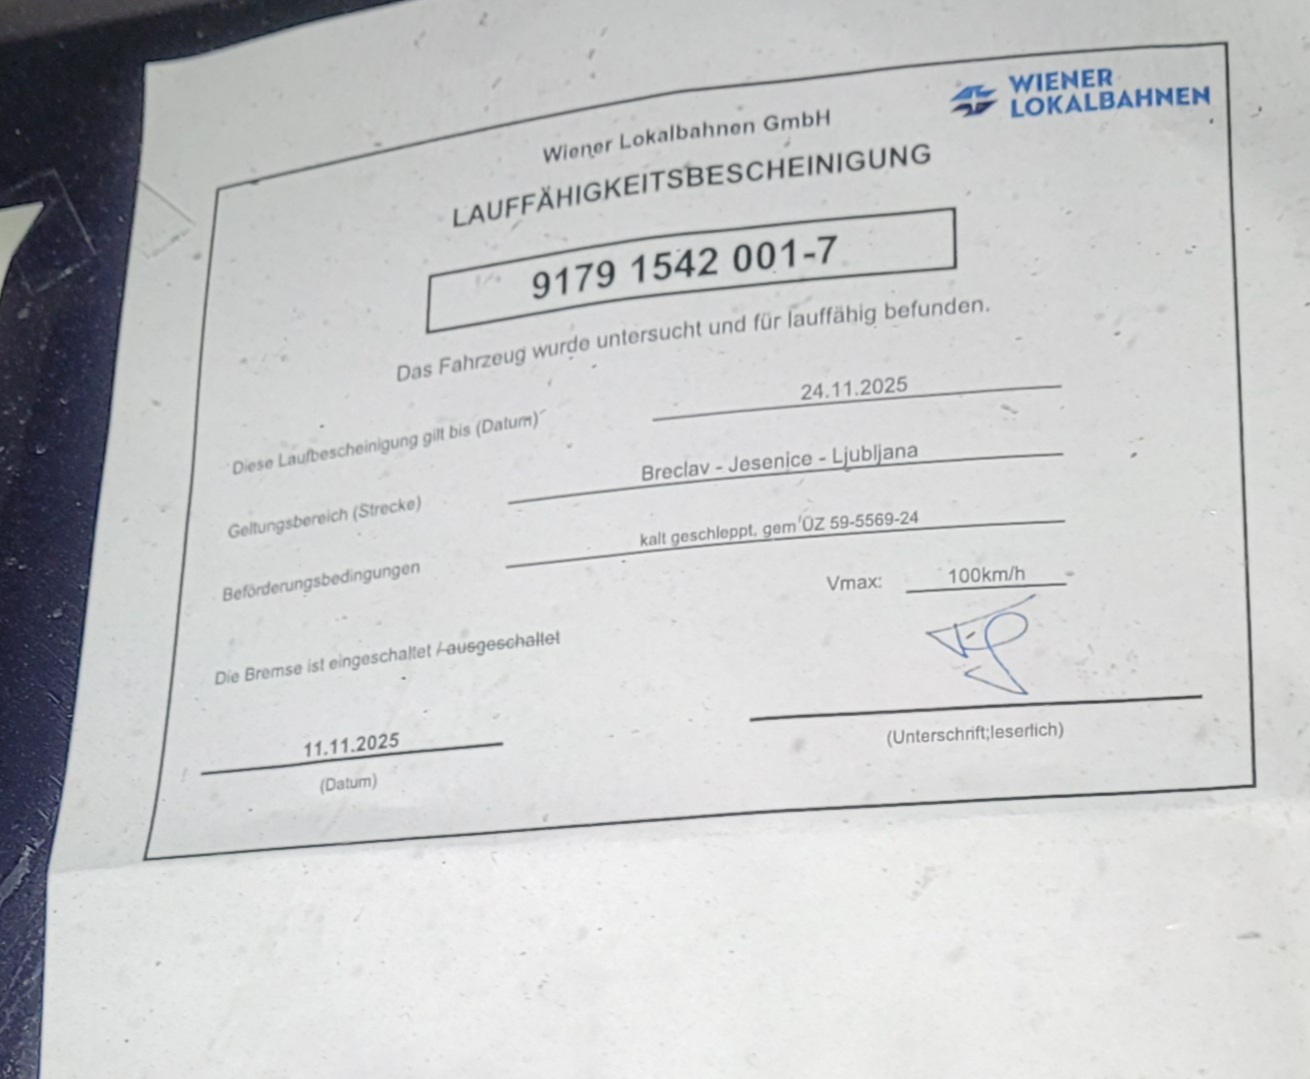 WIENER
LOKALBAHNEN
Wiener Lokalbahnen GmbH
LAUFFÄHIGKEITSBESCHEINIGUNG
9179 1542 001-7
Das Fahrzeug wurde untersucht und für lauffähig befunden.
Diese Laufbescheinigung gilt bis (Datum) 24.11.2025
Geltungsbereich (Strecke) Breclav - Jesenice - Ljubljana
Beförderungsbedingungen kalt geschleppt, gem ÜZ 59-5569-24
Vmax: 100km/h
Die Bremse ist eingeschaltet / ausgeschaltet
11.11.2025
(Datum)
(Unterschrift;leserlich)